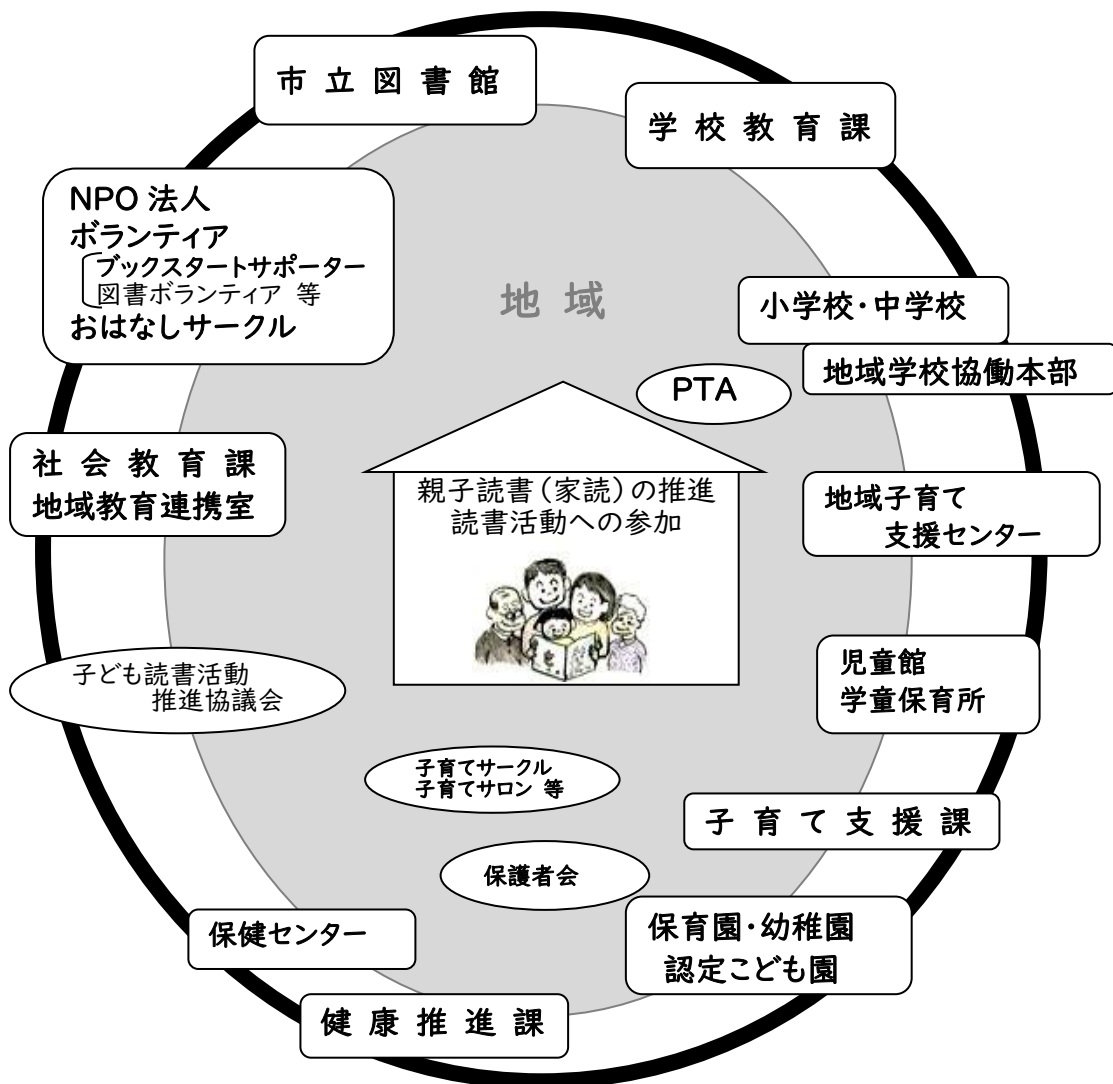 市立図書館
学校教育課
NPO法人
ボランティア
ブックスタートサポーター
図書ボランティア 等
おはなしサークル
地域
小学校・中学校
地域学校協働本部
PTA
社会教育課
地域教育連携室
親子読書(家読)の推進
読書活動への参加
地域子育て
支援センター
児童館
学童保育所
子ども読書活動
推進協議会
子育てサークル
子育てサロン 等
子育て支援課
保護者会
保育園・幼稚園
認定こども園
保健センター
健康推進課